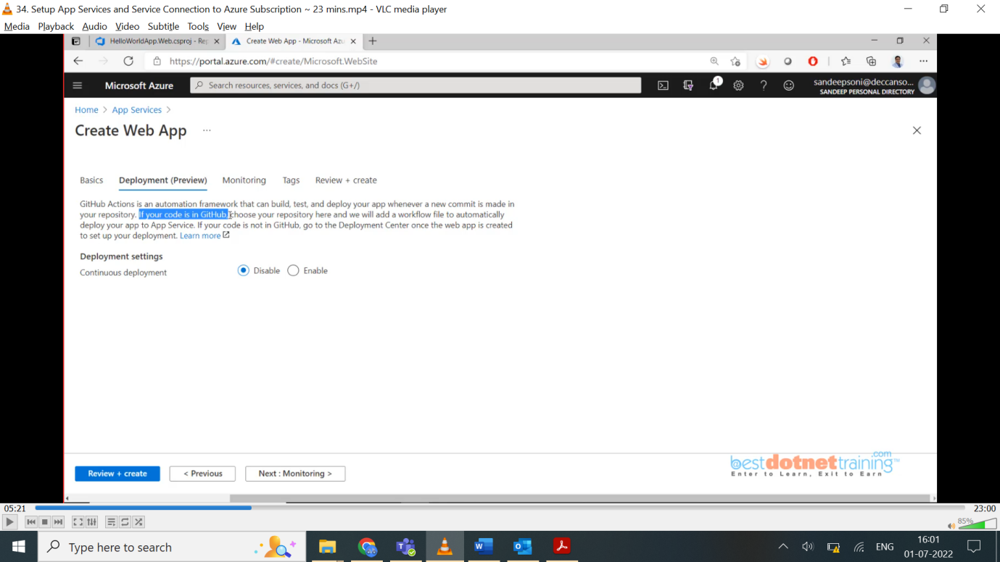 34. Setup App Services and Service Connection to Azure Subscription ~ 23 mins.mp4 - VLC media player
Media Playback Audio Video Subtitle Tools View Help
HelloWorldApp.Web.csproj - Rep
Create Web App - Microsoft Azu
https://portal.azure.com/#create/Microsoft.WebSite
Microsoft Azure
Search resources, services, and docs (G+/)
1
sandeepsoni@deccanso...
SANDEEP PERSONAL DIRECTORY
Home > App Services >
Create Web App ...
Basics Deployment (Preview) Monitoring Tags Review + create
GitHub Actions is an automation framework that can build, test, and deploy your app whenever a new commit is made in
your repository. If your code is in GitHub, choose your repository here and we will add a workflow file to automatically
deploy your app to App Service. If your code is not in GitHub, go to the Deployment Center once the web app is created
to set up your deployment. Learn more
Deployment settings
Continuous deployment Disable Enable
Review + create < Previous Next : Monitoring >
@bestdotnettraining.com™
Enter to Learn, Exit to Earn
05:21 23:00
85%
Type here to search
ENG
16:01
01-07-2022